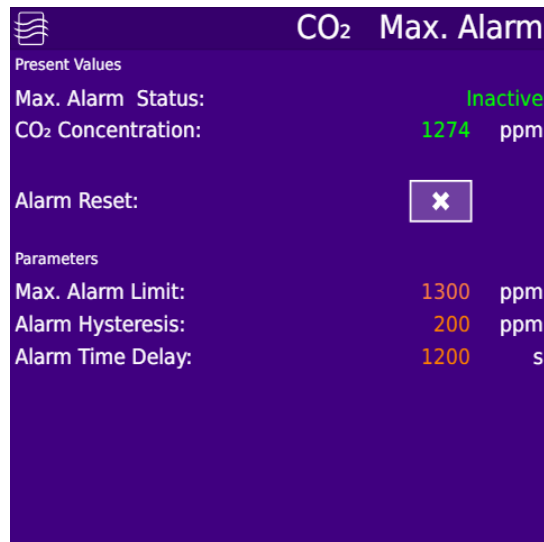 CO₂ Max. Alarm
Present Values
Max. Alarm Status: Inactive
CO₂ Concentration: 1274 ppm
Alarm Reset:
Parameters
Max. Alarm Limit: 1300 ppm
Alarm Hysteresis: 200 ppm
Alarm Time Delay: 1200 s